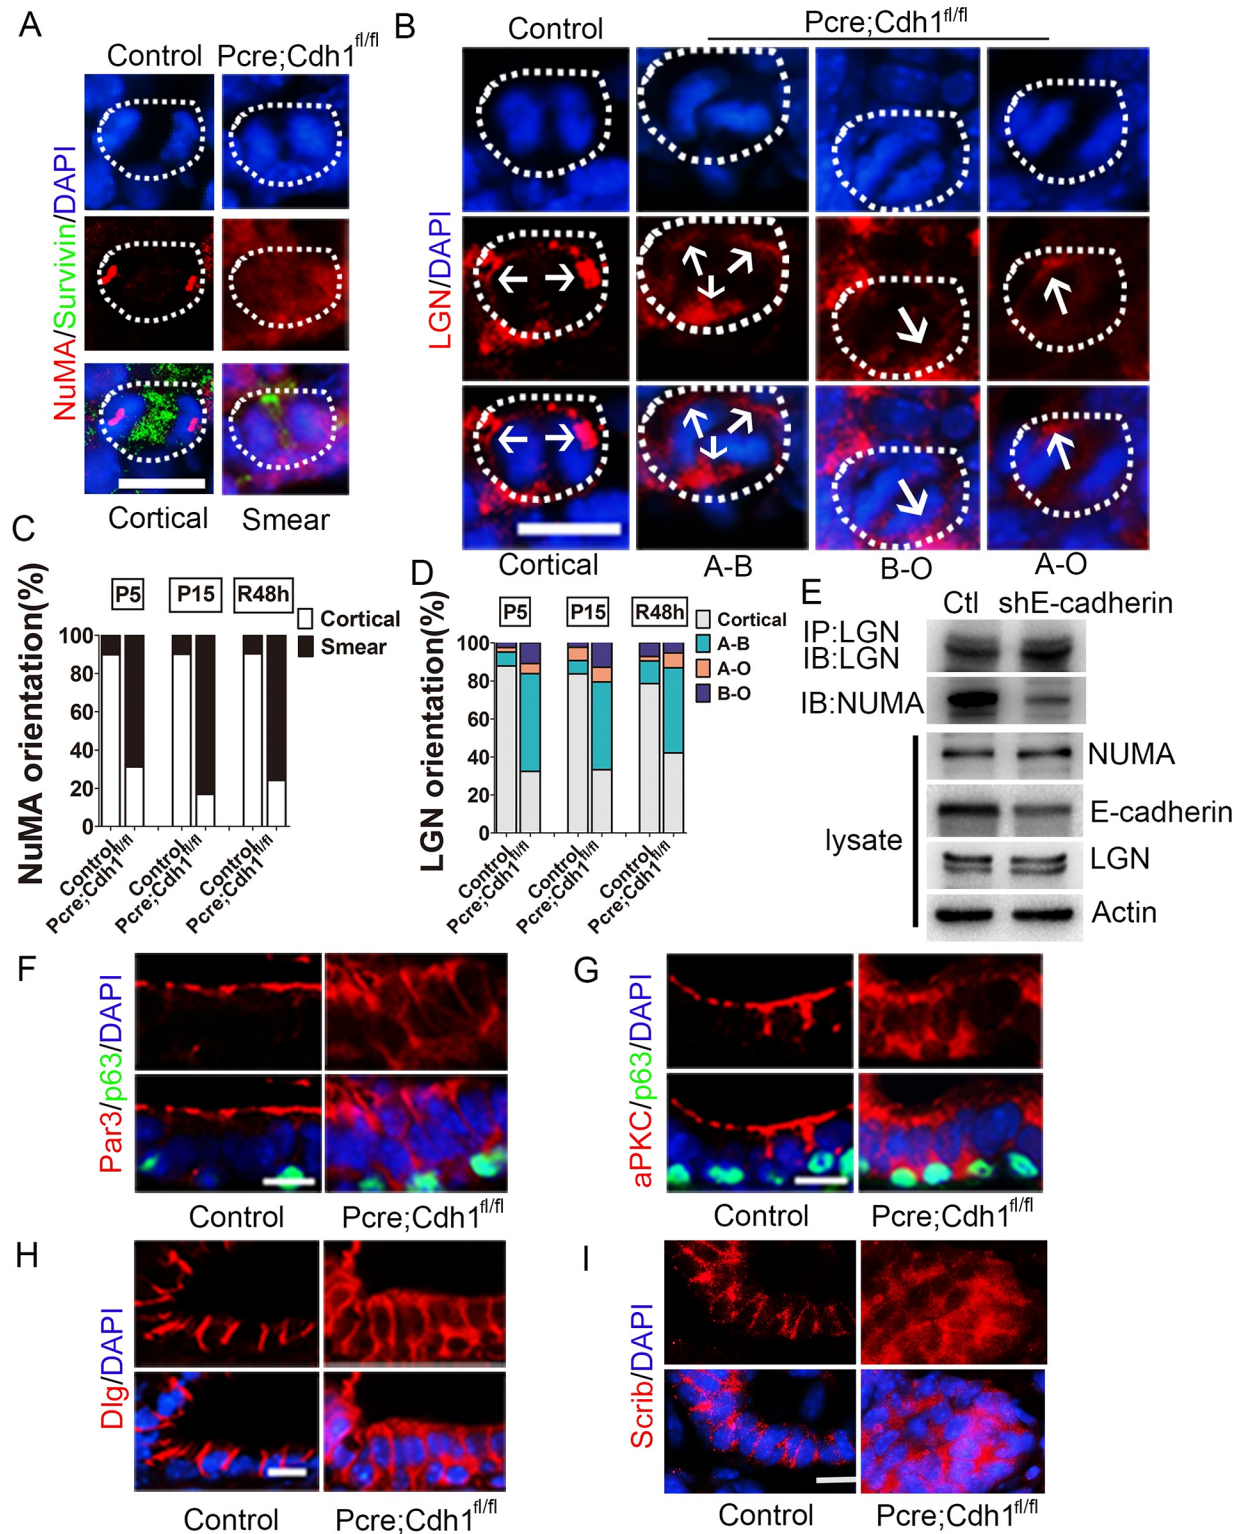 A
Control Pcre;Cdh1fl/fl
NuMA/Survivin/DAPI
Cortical Smear
B
Control Pcre;Cdh1fl/fl
LGN/DAPI
Cortical A-B B-O A-O
C
NuMA orientation(%)
P5 P15 R48h
Cortical
Smear
100
80
60
40
20
0
Control Control Control
Pcre;Cdh1fl/fl Pcre;Cdh1fl/fl Pcre;Cdh1fl/fl
D
LGN orientation(%)
P5 P15 R48h
Cortical
A-B
A-O
B-O
100
80
60
40
20
0
Control Control Control
Pcre;Cdh1fl/fl Pcre;Cdh1fl/fl Pcre;Cdh1fl/fl
E
Ctl shE-cadherin
IP:LGN
IB:LGN
IB:NUMA
NUMA
E-cadherin
lysate
LGN
Actin
F
Par3/p63/DAPI
Control Pcre;Cdh1fl/fl
G
aPKC/p63/DAPI
Control Pcre;Cdh1fl/fl
H
Dlg/DAPI
Control Pcre;Cdh1fl/fl
I
Scrib/DAPI
Control Pcre;Cdh1fl/fl